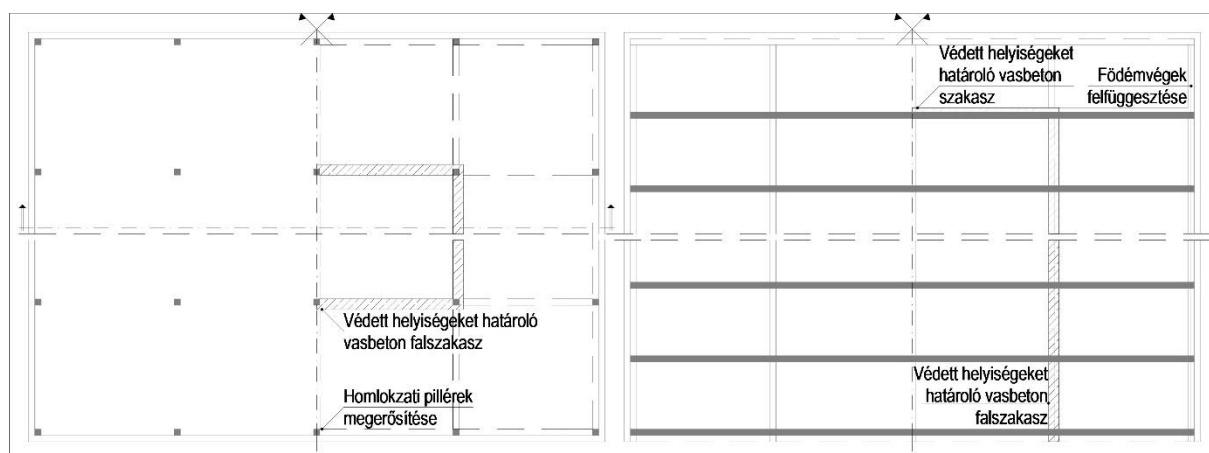 Védett helyiségeket határoló
vasbeton falszakasz
Homlokzati pillérek
megerősítése
Védett helyiségeket
határoló vasbeton
szakasz
Födémvégek
felfüggesztése
Védett helyiségeket
határoló vasbeton
falszakasz